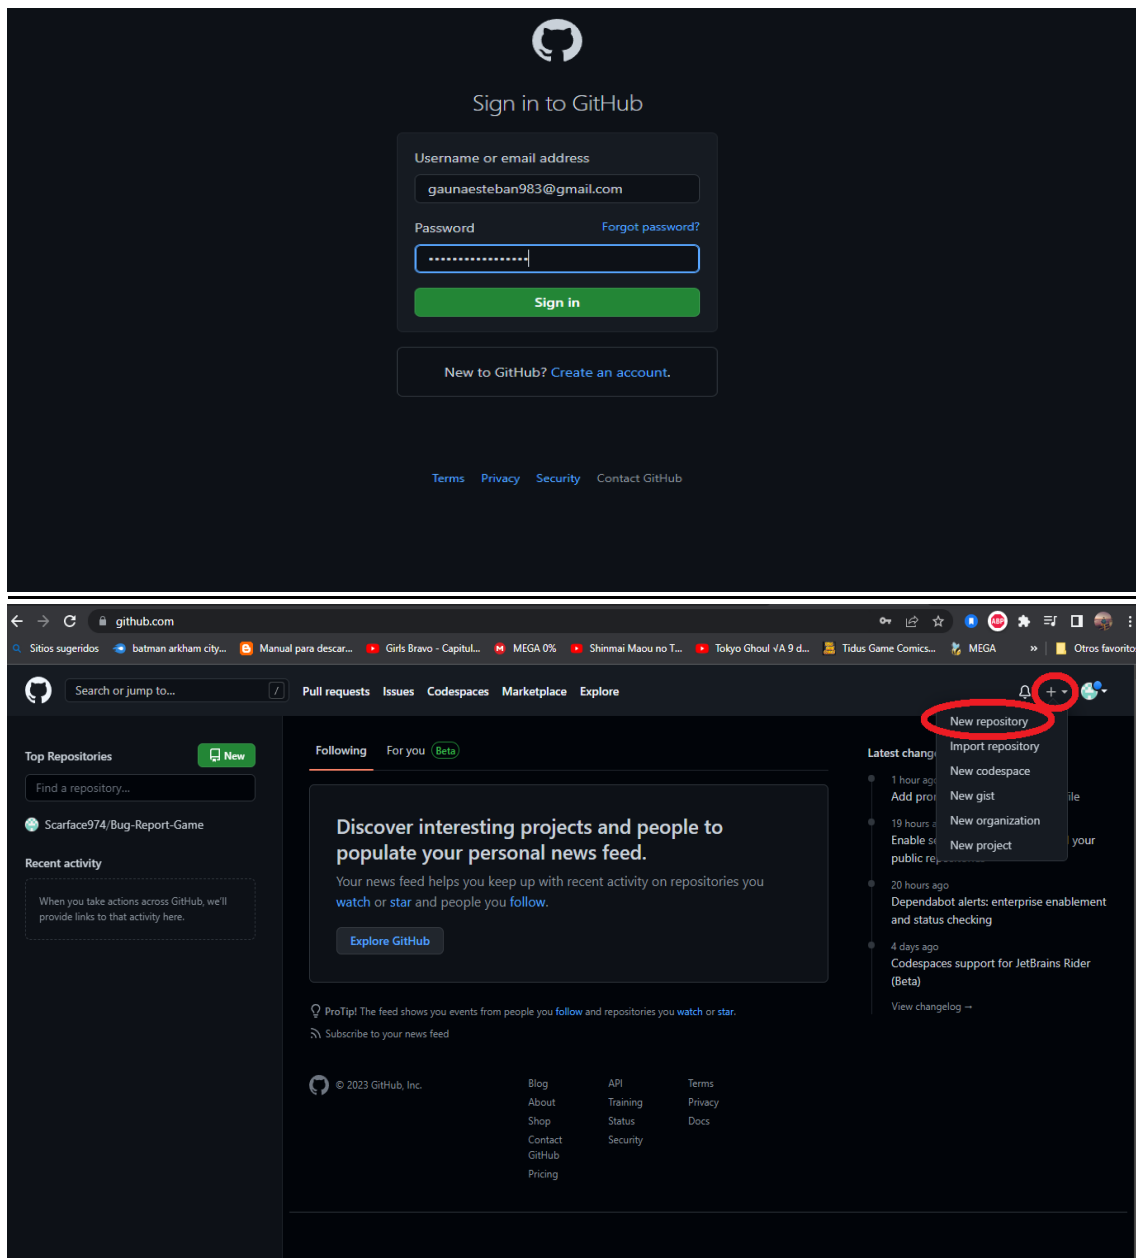 Sign in to GitHub
Username or email address
gaunaesteban983@gmail.com
Password Forgot password?
Sign in
New to GitHub? Create an account.
Terms Privacy Security Contact GitHub
github.com
Sitios sugeridos batman arkham city... Manual para descar... Girls Bravo - Capitul... MEGA 0% Shinmai Maou no T... Tokyo Ghoul √A 9 d... Tidus Game Comics... MEGA » Otros favoritos
Search or jump to... / Pull requests Issues Codespaces Marketplace Explore
New repository
Import repository
New codespace
New gist
New organization
New project
Top Repositories New
Find a repository...
Scarface974/Bug-Report-Game
Recent activity
When you take actions across GitHub, we'll
provide links to that activity here.
Following For you Beta
Discover interesting projects and people to
populate your personal news feed.
Your news feed helps you keep up with recent activity on repositories you
watch or star and people you follow.
Explore GitHub
ProTip! The feed shows you events from people you follow and repositories you watch or star.
Subscribe to your news feed
© 2023 GitHub, Inc.
Blog
About
Shop
Contact
GitHub
Pricing
API
Training
Status
Security
Terms
Privacy
Docs
Latest
1 hour
Add
19 hours
your
public
20 hours ago
Dependabot alerts: enterprise enablement
and status checking
4 days ago
Codespaces support for JetBrains Rider
(Beta)
View changelog →